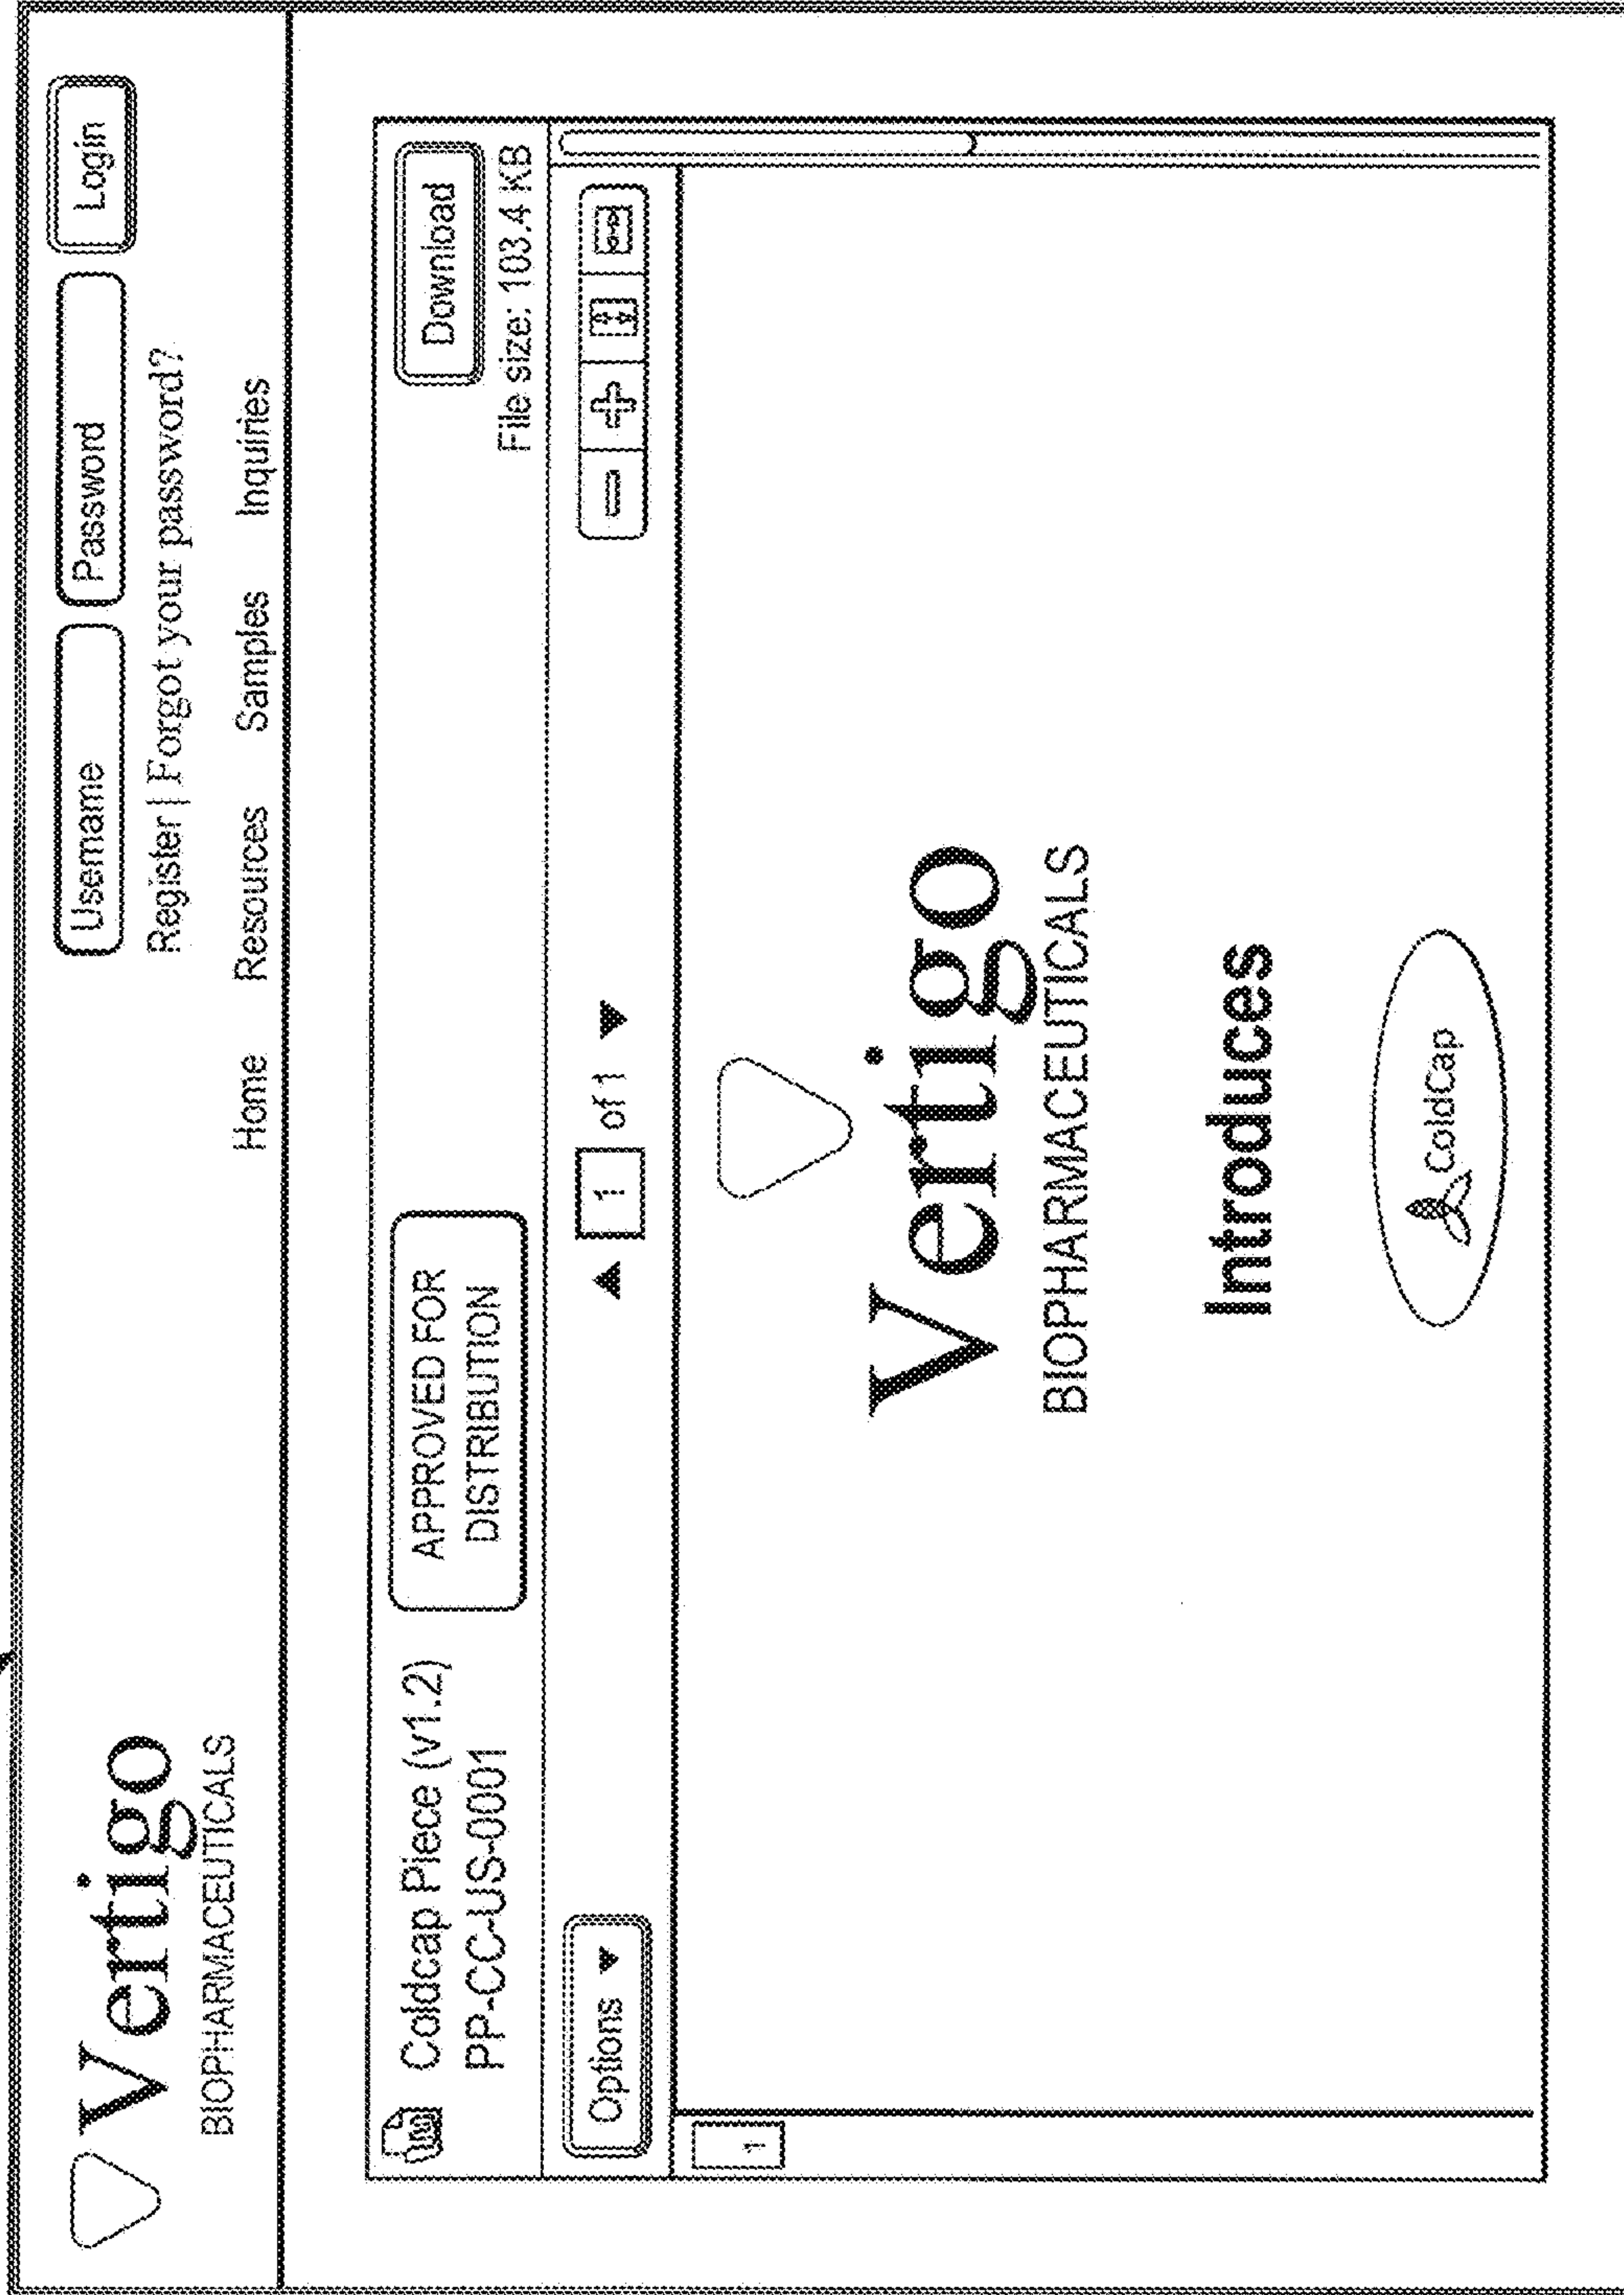 Vertigo
BIOPHARMACEUTICALS
Username Password Login
Register | Forgot your password?
Home Resources Samples Inquiries
Coldcap Piece (v1.2)
PP-CC-US-0001
APPROVED FOR
DISTRIBUTION
Download
File size: 103.4 KB
Options
1 of 1
1
Vertigo
BIOPHARMACEUTICALS
Introduces
ColdCap